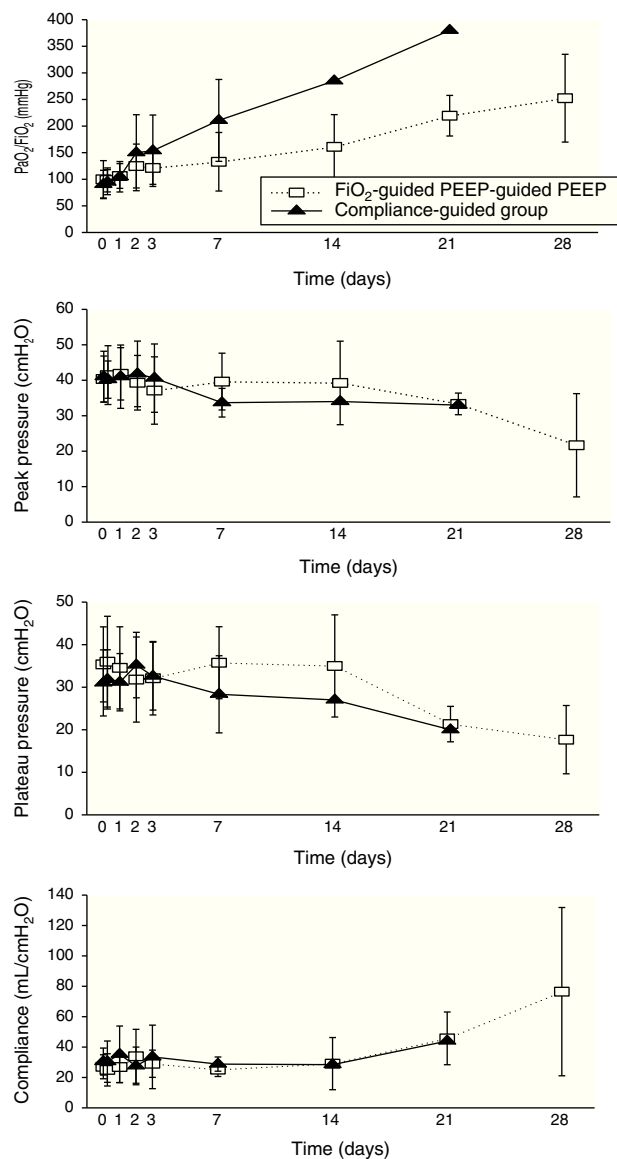 400
350
300
250
200
150
100
50
0
PaO₂/FiO₂ (mmHg)
FiO₂-guided PEEP-guided PEEP
Compliance-guided group
0 1 2 3 7 14 21 28
Time (days)
60
50
40
30
20
10
0
Peak pressure (cmH₂O)
0 1 2 3 7 14 21 28
Time (days)
50
40
30
20
10
0
Plateau pressure (cmH₂O)
0 1 2 3 7 14 21 28
Time (days)
140
120
100
80
60
40
20
0
Compliance (mL/cmH₂O)
0 1 2 3 7 14 21 28
Time (days)